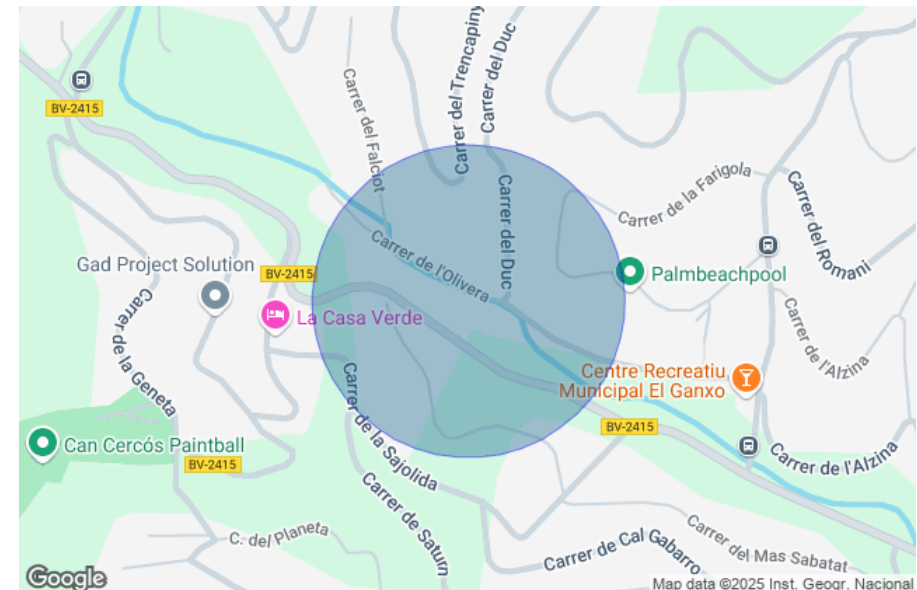 Carrer del Trencapiny
Carrer del Duc
Carrer del Falciot
BV-2415
Carrer de la Farigola
Carrer del Romaní
Carrer del Duc
Carrer de l'Olivera
Gad Project Solution
BV-2415
Palmbeachpool
La Casa Verde
Carrer de la Geneta
Carrer de l'Alzina
Centre Recreatiu
Municipal El Ganxo
Carrer de la Sajolida
BV-2415
Can Cercós Paintball
BV-2415
Carrer de l'Alzina
Carrer de Saturn
C. del Planeta
Carrer de Cal Gabarró
Carrer del Mas Sabatat
Google
Map data ©2025 Inst. Geogr. Nacional